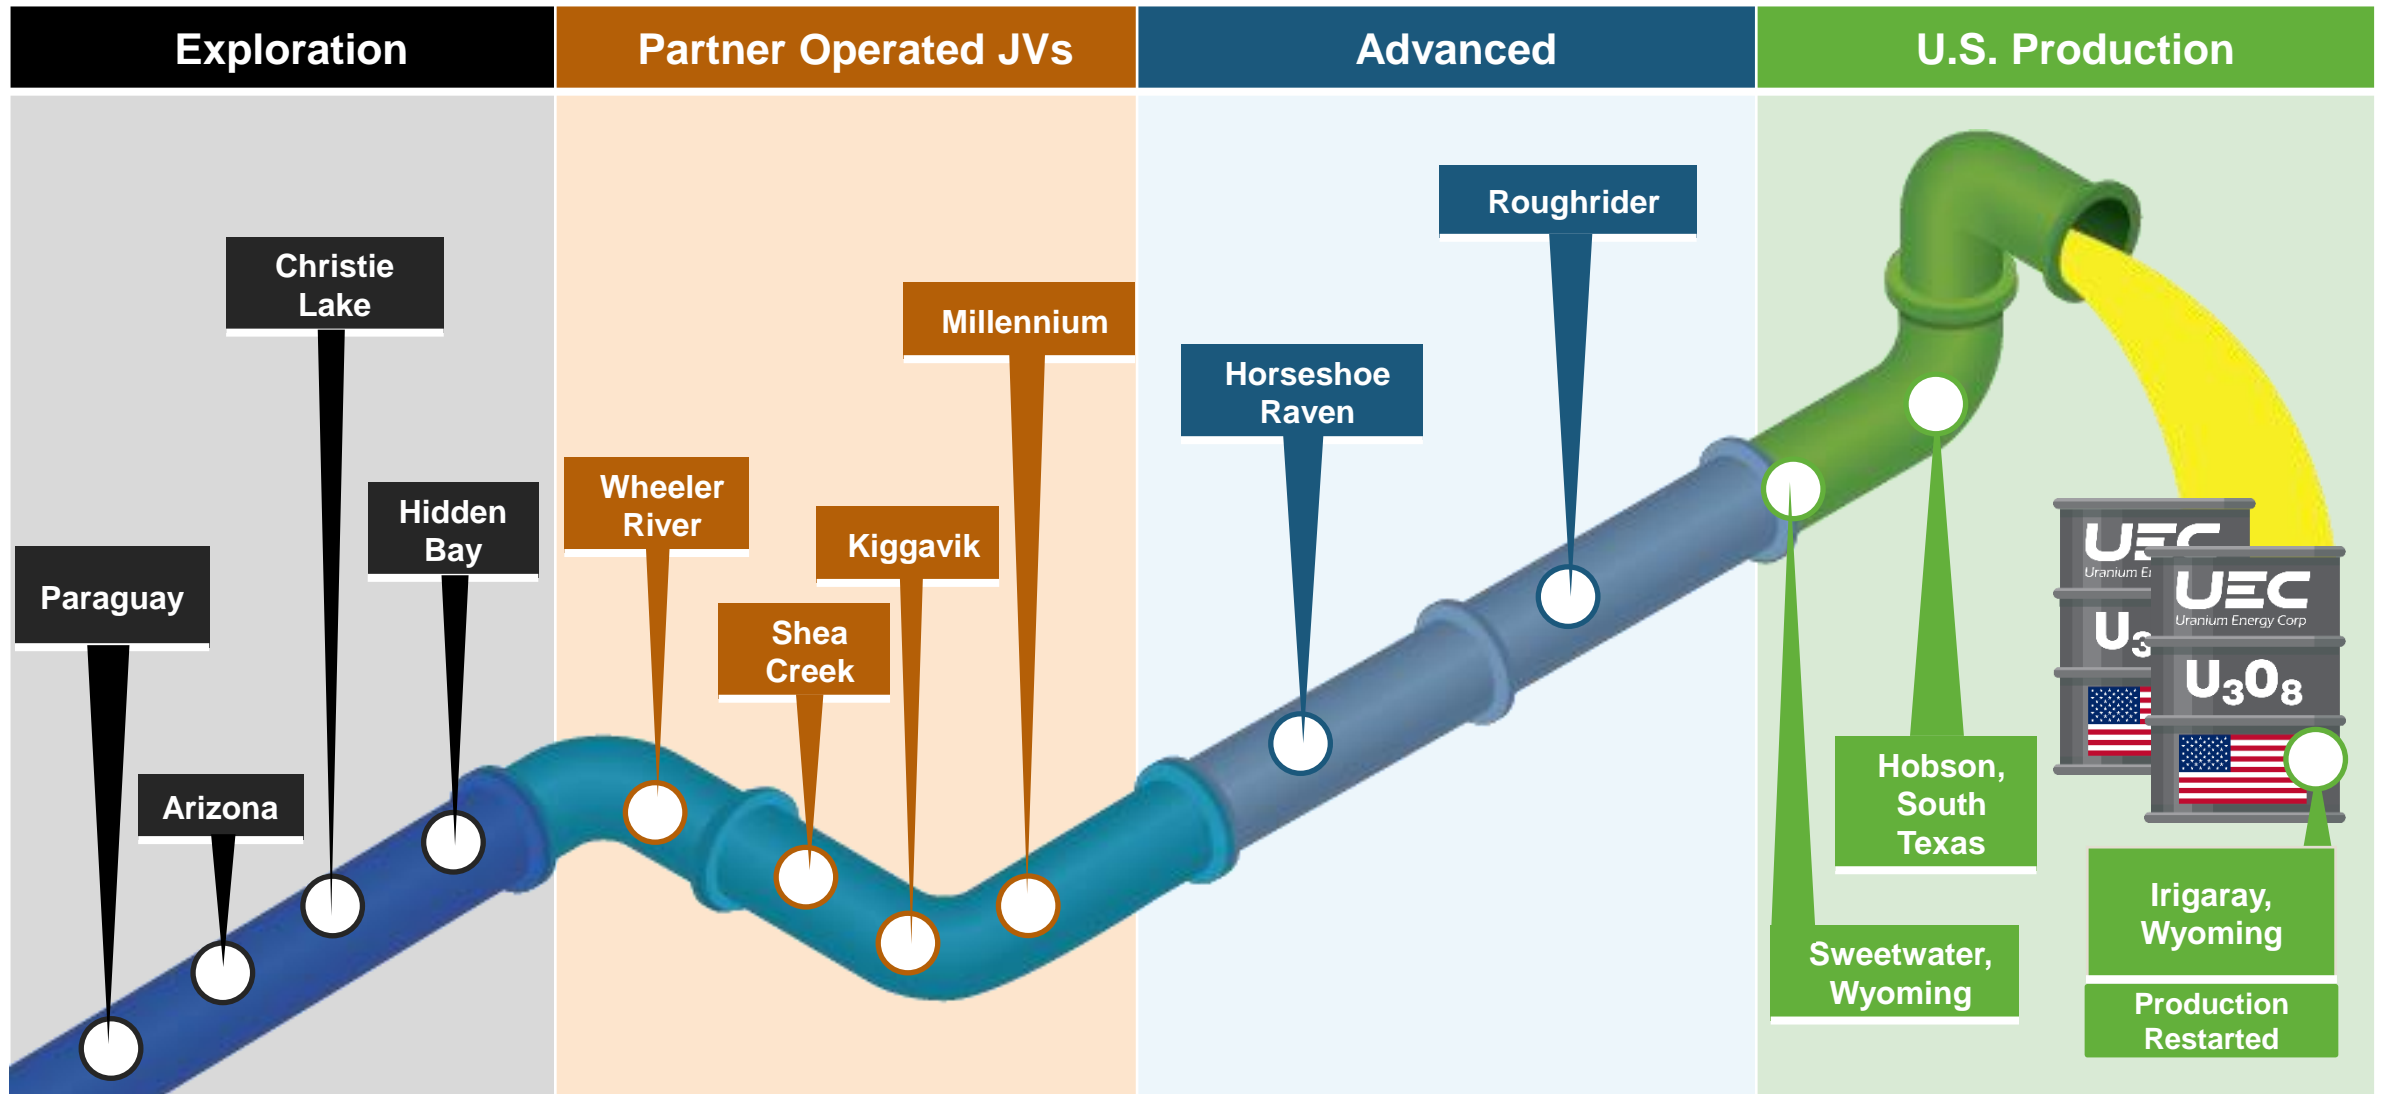 Exploration
Partner Operated JVs
Advanced
U.S. Production
Paraguay
Arizona
Christie
Lake
Hidden
Bay
Wheeler
River
Shea
Creek
Kiggavik
Millennium
Horseshoe
Raven
Roughrider
Sweetwater,
Wyoming
Hobson,
South
Texas
UEC
Uranium Energy Corp
U₃O₈
Irigaray,
Wyoming
Production
Restarted